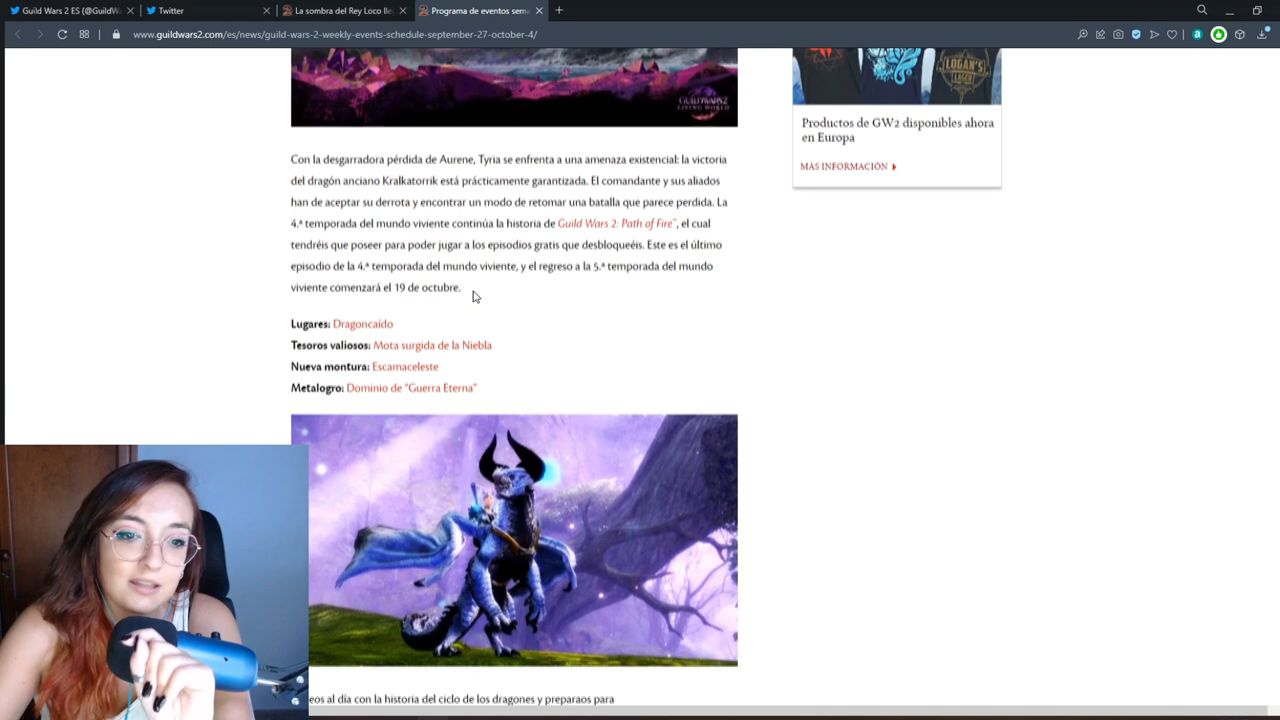 Guild Wars 2 ES (@GuildW
Twitter
La sombra del Rey Loco lle
Programa de eventos sem
www.guildwars2.com/es/news/guild-wars-2-weekly-events-schedule-september-27-october-4/
GUILD WARS 2
LIVING WORLD
LOGAN'S
Productos de GW2 disponibles ahora
en Europa
MÁS INFORMACIÓN
Con la desgarradora pérdida de Aurene, Tyria se enfrenta a una amenaza existencial: la victoria
del dragón anciano Kralkatorrik está prácticamente garantizada. El comandante y sus aliados
han de aceptar su derrota y encontrar un modo de retomar una batalla que parece perdida. La
4.ª temporada del mundo viviente continúa la historia de Guild Wars 2: Path of Fire™, el cual
tendréis que poseer para poder jugar a los episodios gratis que desbloqueéis. Este es el último
episodio de la 4.ª temporada del mundo viviente, y el regreso a la 5.ª temporada del mundo
viviente comenzará el 19 de octubre.
Lugares: Dragoncaído
Tesoros valiosos: Mota surgida de la Niebla
Nueva montura: Escamaceleste
Metalogro: Dominio de "Guerra Eterna"
eos al día con la historia del ciclo de los dragones y preparaos para